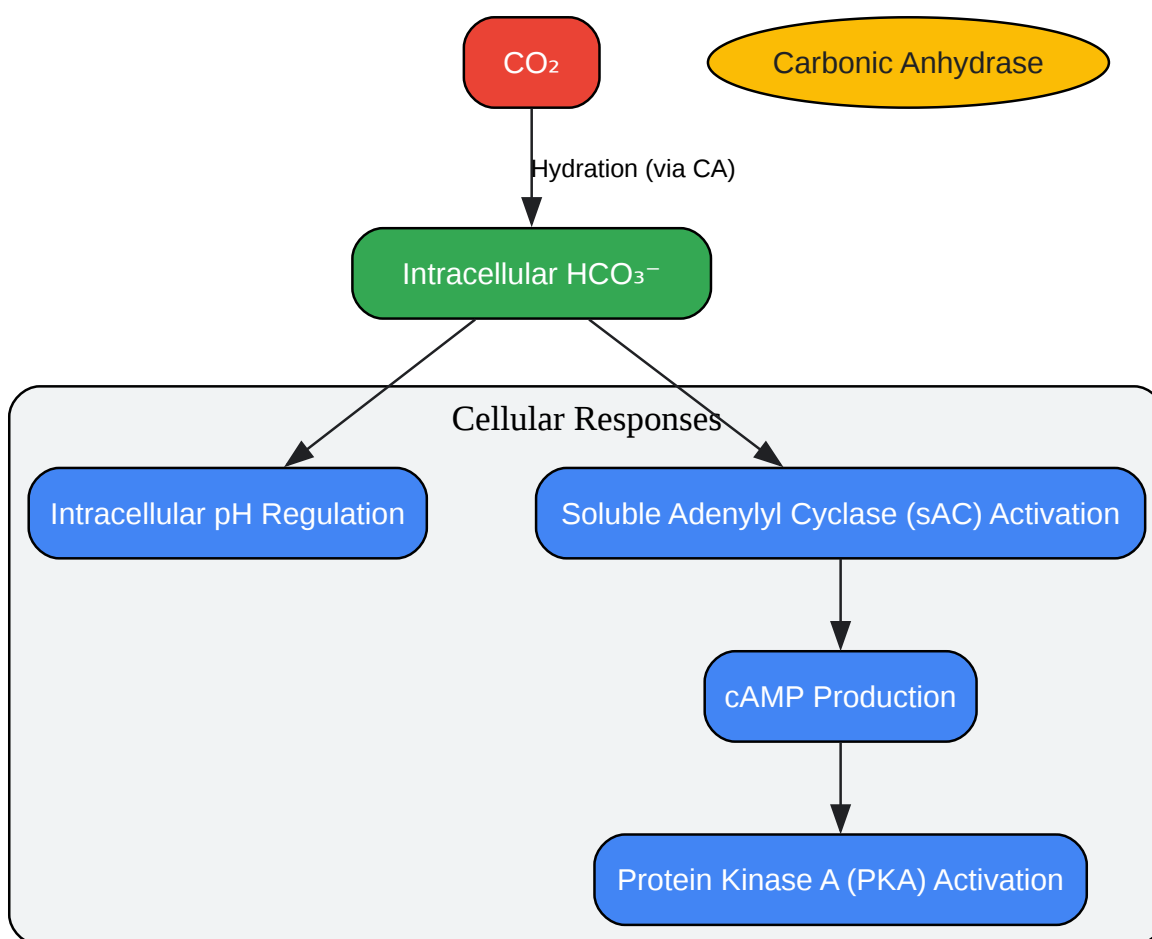 CO₂
Carbonic Anhydrase
Hydration (via CA)
Intracellular HCO₃⁻
Cellular Responses
Intracellular pH Regulation
Soluble Adenylyl Cyclase (sAC) Activation
cAMP Production
Protein Kinase A (PKA) Activation